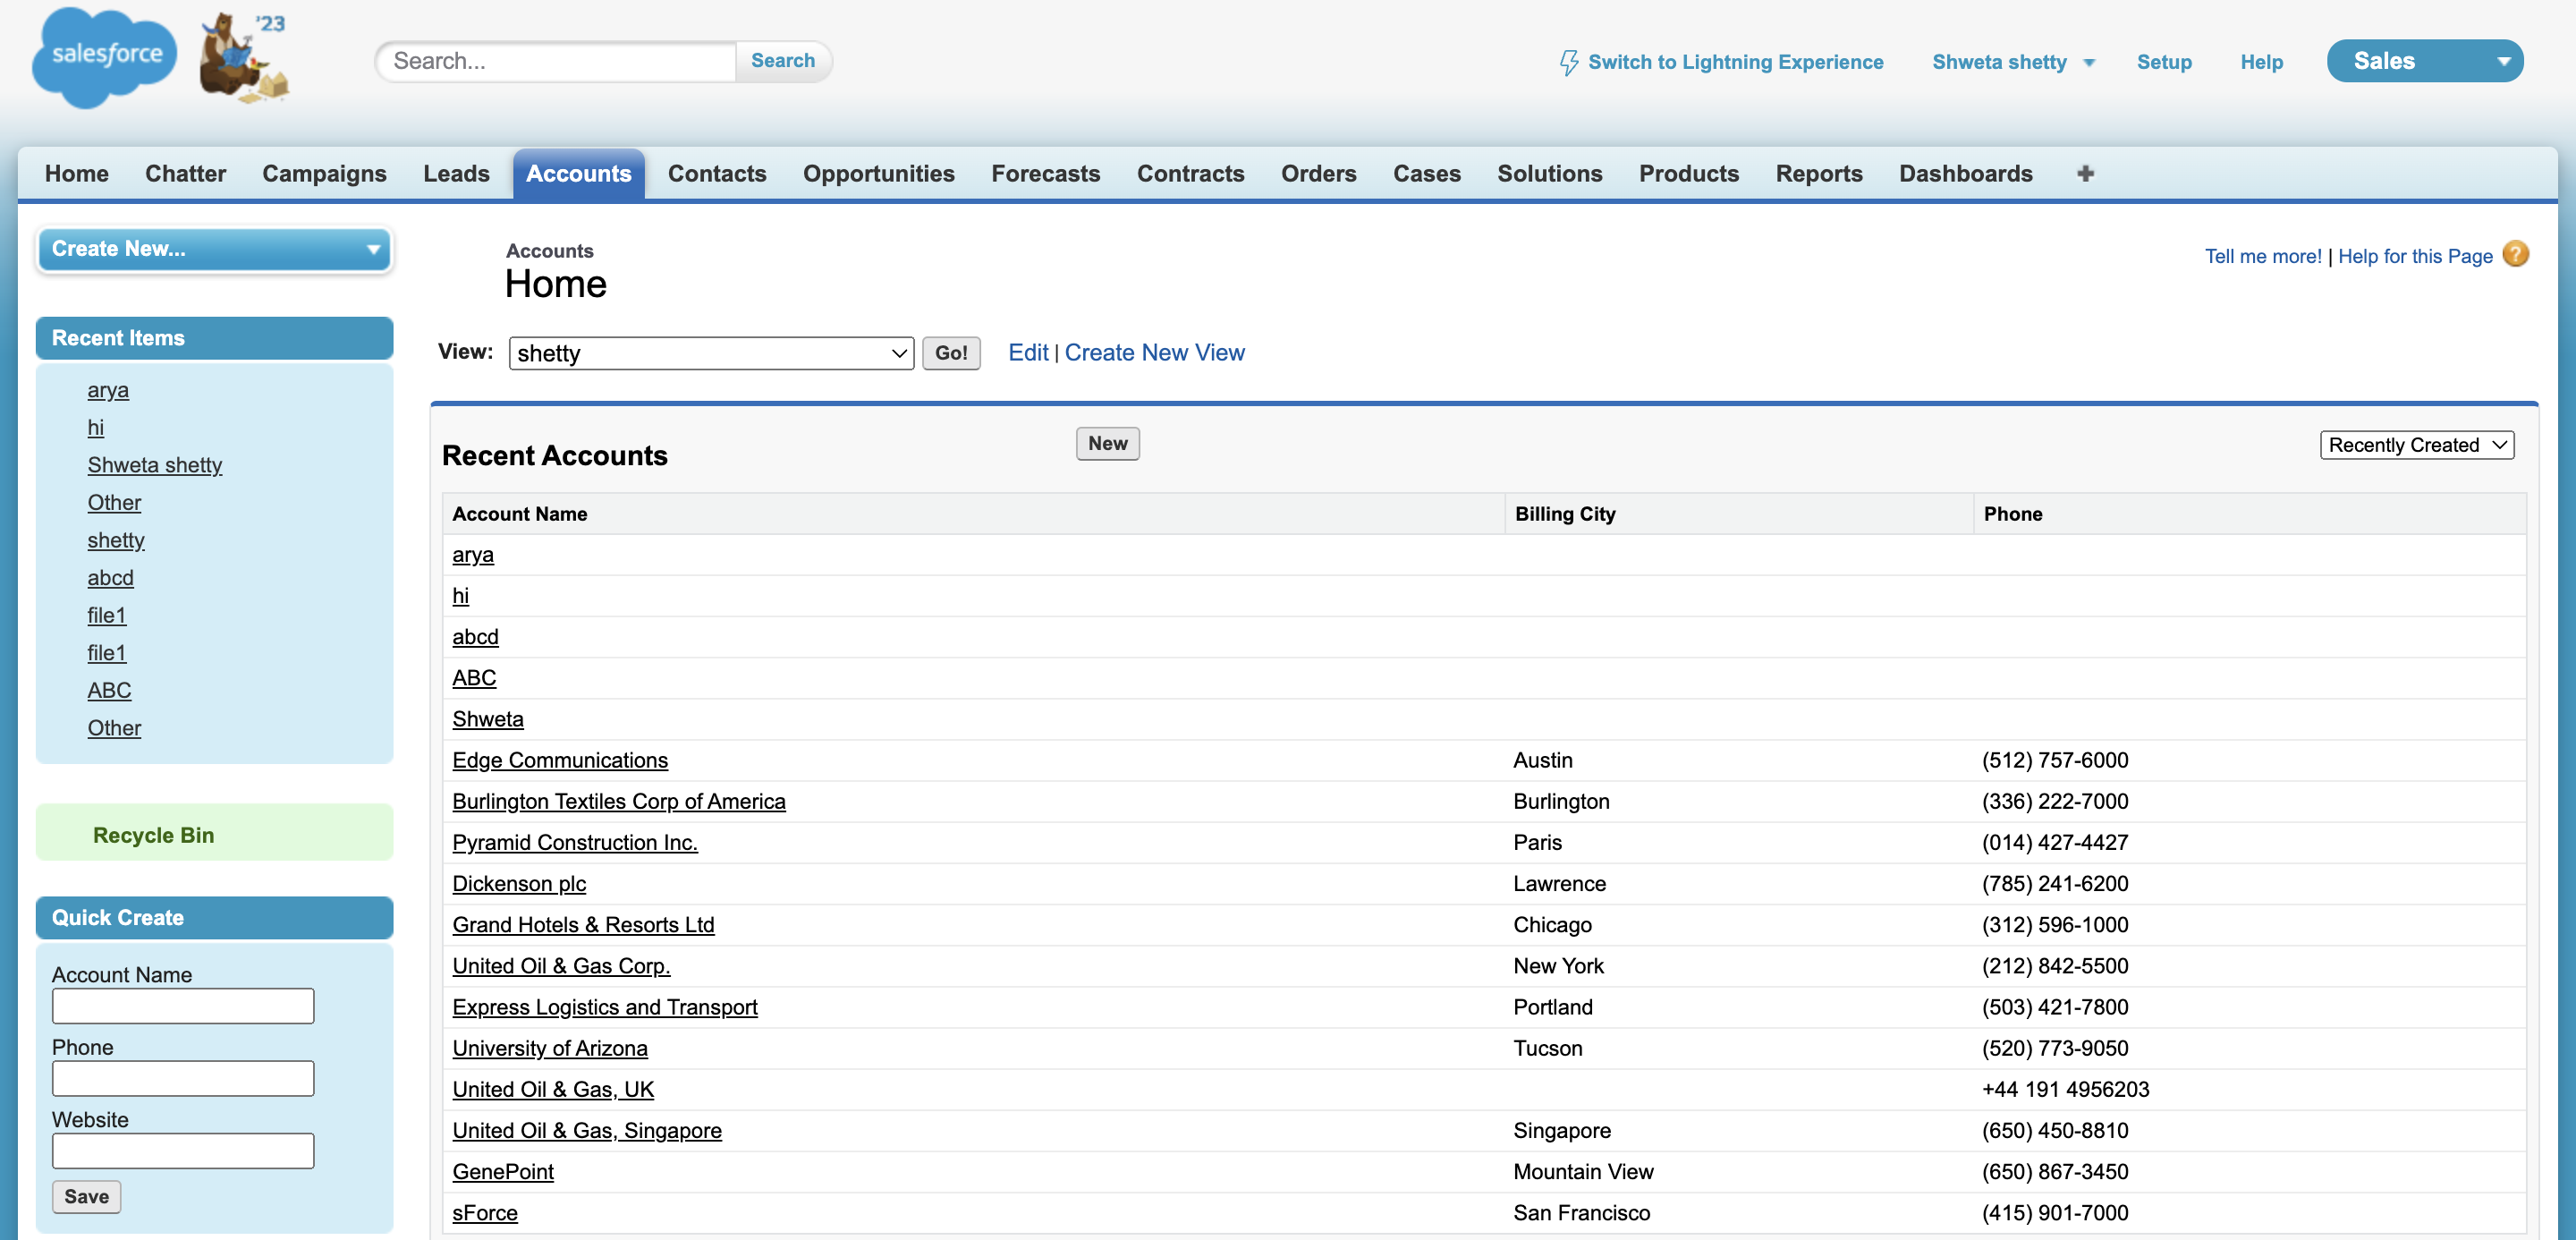 salesforce
'23
Search... Search
Switch to Lightning Experience Shweta shetty Setup Help Sales
Home Chatter Campaigns Leads Accounts Contacts Opportunities Forecasts Contracts Orders Cases Solutions Products Reports Dashboards +
Create New...
Recent Items
arya
hi
Shweta shetty
Other
shetty
abcd
file1
file1
ABC
Other
Recycle Bin
Quick Create
Account Name
Phone
Website
Save
Accounts
Home
Tell me more! | Help for this Page ?
View: shetty Go! Edit | Create New View
Recent Accounts New Recently Created
Account Name Billing City Phone
arya
hi
abcd
ABC
Shweta
Edge Communications Austin (512) 757-6000
Burlington Textiles Corp of America Burlington (336) 222-7000
Pyramid Construction Inc. Paris (014) 427-4427
Dickenson plc Lawrence (785) 241-6200
Grand Hotels & Resorts Ltd Chicago (312) 596-1000
United Oil & Gas Corp. New York (212) 842-5500
Express Logistics and Transport Portland (503) 421-7800
University of Arizona Tucson (520) 773-9050
United Oil & Gas, UK +44 191 4956203
United Oil & Gas, Singapore Singapore (650) 450-8810
GenePoint Mountain View (650) 867-3450
sForce San Francisco (415) 901-7000